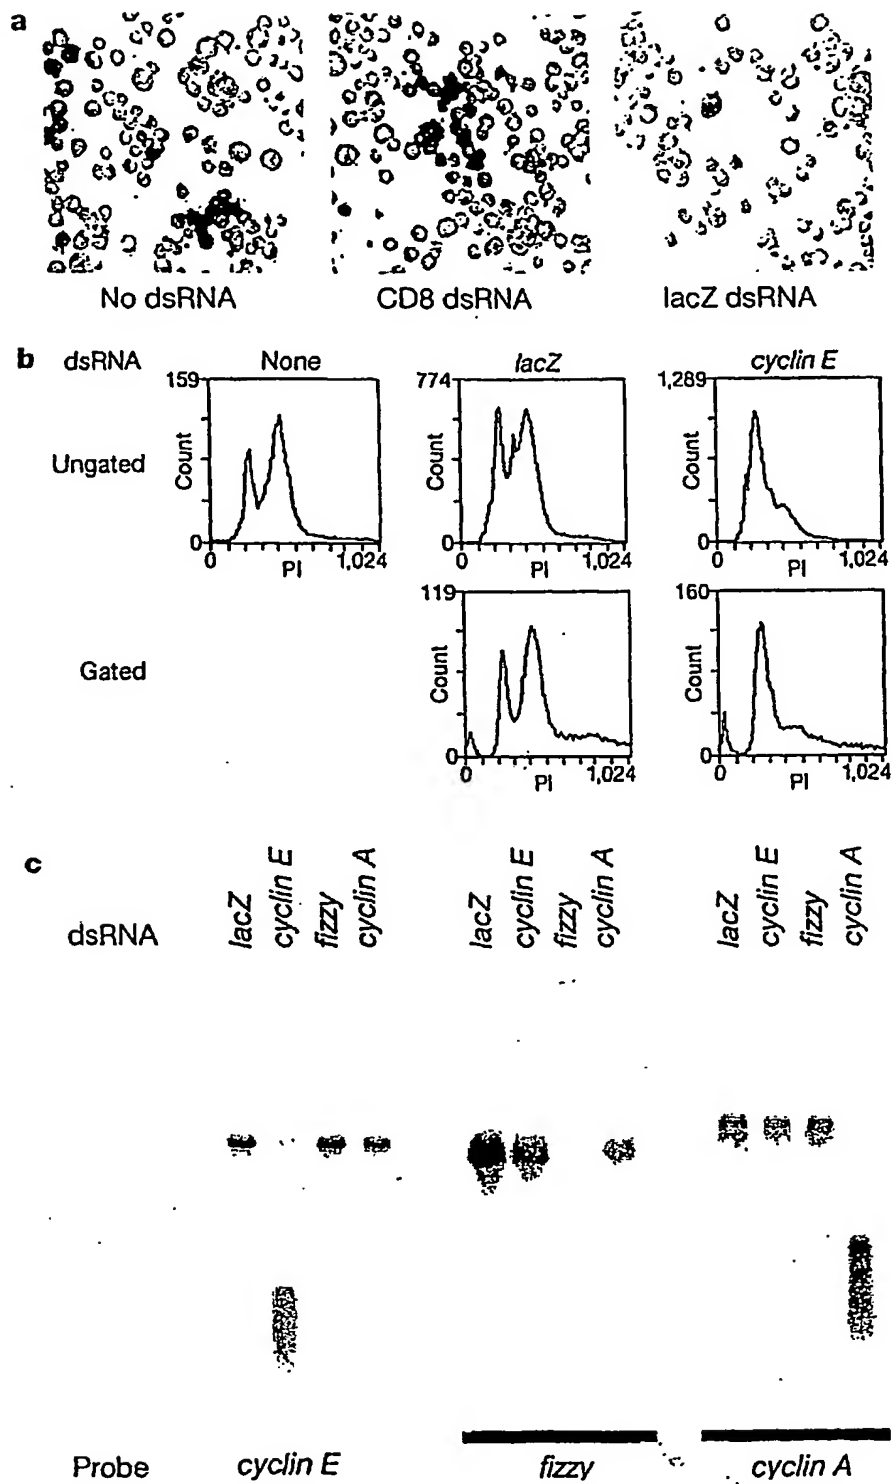 a
No dsRNA CD8 dsRNA lacZ dsRNA
b dsRNA None lacZ cyclin E
159 774 1,289
Ungated Count Count Count
0 0 0
0 PI 1,024 0 PI 1,024 0 PI 1,024
119 160
Gated Count Count
0 0
0 PI 1,024 0 PI 1,024
c
dsRNA lacZ cyclin E fizzy cyclin A lacZ cyclin E fizzy cyclin A lacZ cyclin E fizzy cyclin A
Probe cyclin E fizzy cyclin A